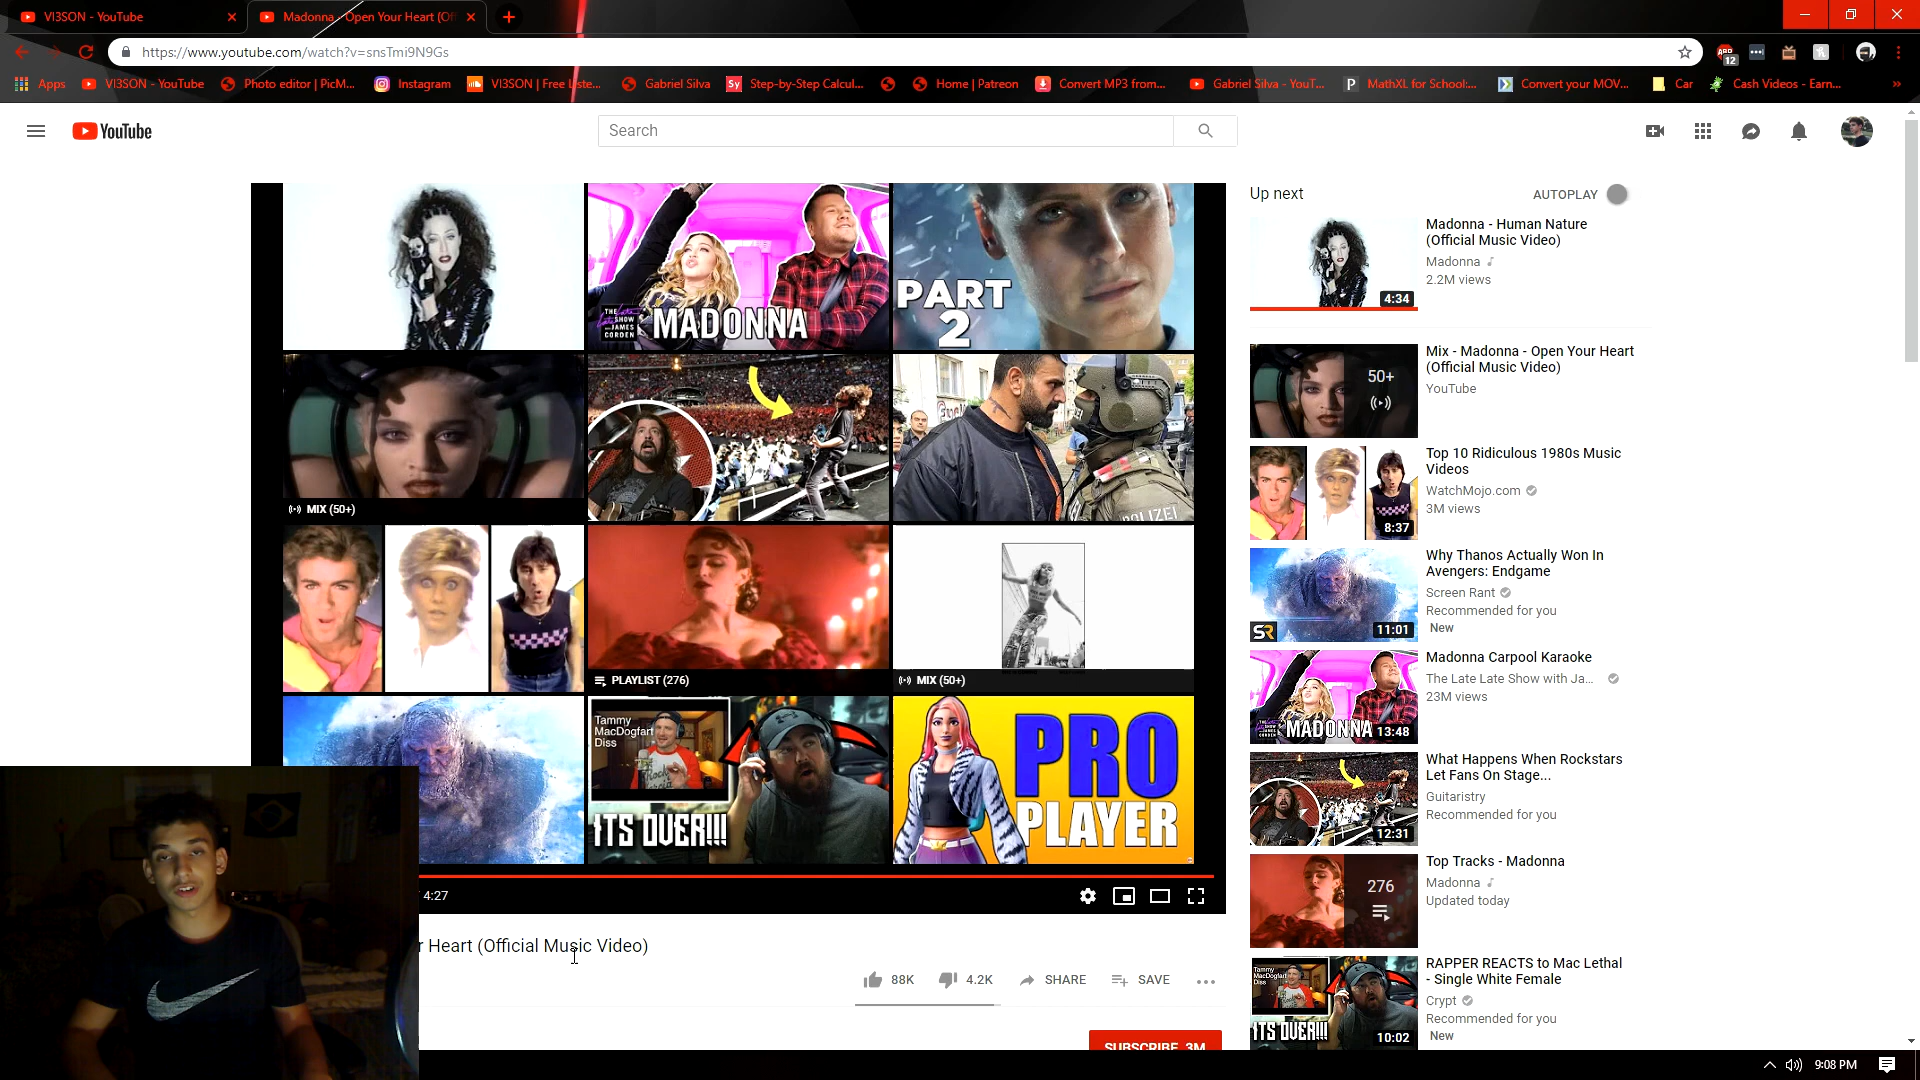 VI3SON - YouTube
Madonna - Open Your Heart (Of
https://www.youtube.com/watch?v=snsTmi9N9Gs
ABO
12
Apps
VI3SON - YouTube
Photo editor | PicM...
Instagram
VI3SON | Free Liste...
Gabriel Silva
Sy
Step-by-Step Calcul...
Home | Patreon
Convert MP3 from...
Gabriel Silva - YouT...
P
MathXL for School:...
Convert your MOV...
Car
Cash Videos - Earn...
»
YouTube
Search
THE
Late Late
SHOW
JAMES
CORDEN
MADONNA
PART
2
MIX (50+)
POLIZEI
PLAYLIST (276)
MIX (50+)
Tammy
MacDogfart
Diss
ITS OVER!!!
PRO
PLAYER
4:27
r Heart (Official Music Video)
88K
4.2K
SHARE
SAVE
SUBSCRIBE 3M
Up next
AUTOPLAY
Madonna - Human Nature
(Official Music Video)
Madonna
2.2M views
4:34
Mix - Madonna - Open Your Heart
(Official Music Video)
YouTube
50+
Top 10 Ridiculous 1980s Music
Videos
WatchMojo.com
3M views
8:37
Why Thanos Actually Won In
Avengers: Endgame
Screen Rant
Recommended for you
New
SR
11:01
Madonna Carpool Karaoke
The Late Late Show with Ja...
23M views
MADONNA
13:48
What Happens When Rockstars
Let Fans On Stage...
Guitaristry
Recommended for you
12:31
Top Tracks - Madonna
Madonna
Updated today
276
RAPPER REACTS to Mac Lethal
- Single White Female
Crypt
Recommended for you
New
Tammy
MacDogfart
Diss
ITS OVER!!!
10:02
9:08 PM